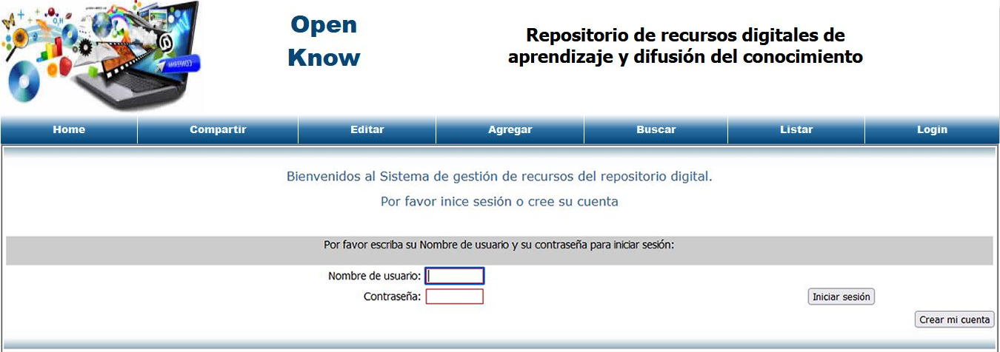 Open
Know
Repositorio de recursos digitales de
aprendizaje y difusión del conocimiento
Home Compartir Editar Agregar Buscar Listar Login
Bienvenidos al Sistema de gestión de recursos del repositorio digital.
Por favor inice sesión o cree su cuenta
Por favor escriba su Nombre de usuario y su contraseña para iniciar sesión:
Nombre de usuario:
Contraseña:
Iniciar sesión
Crear mi cuenta